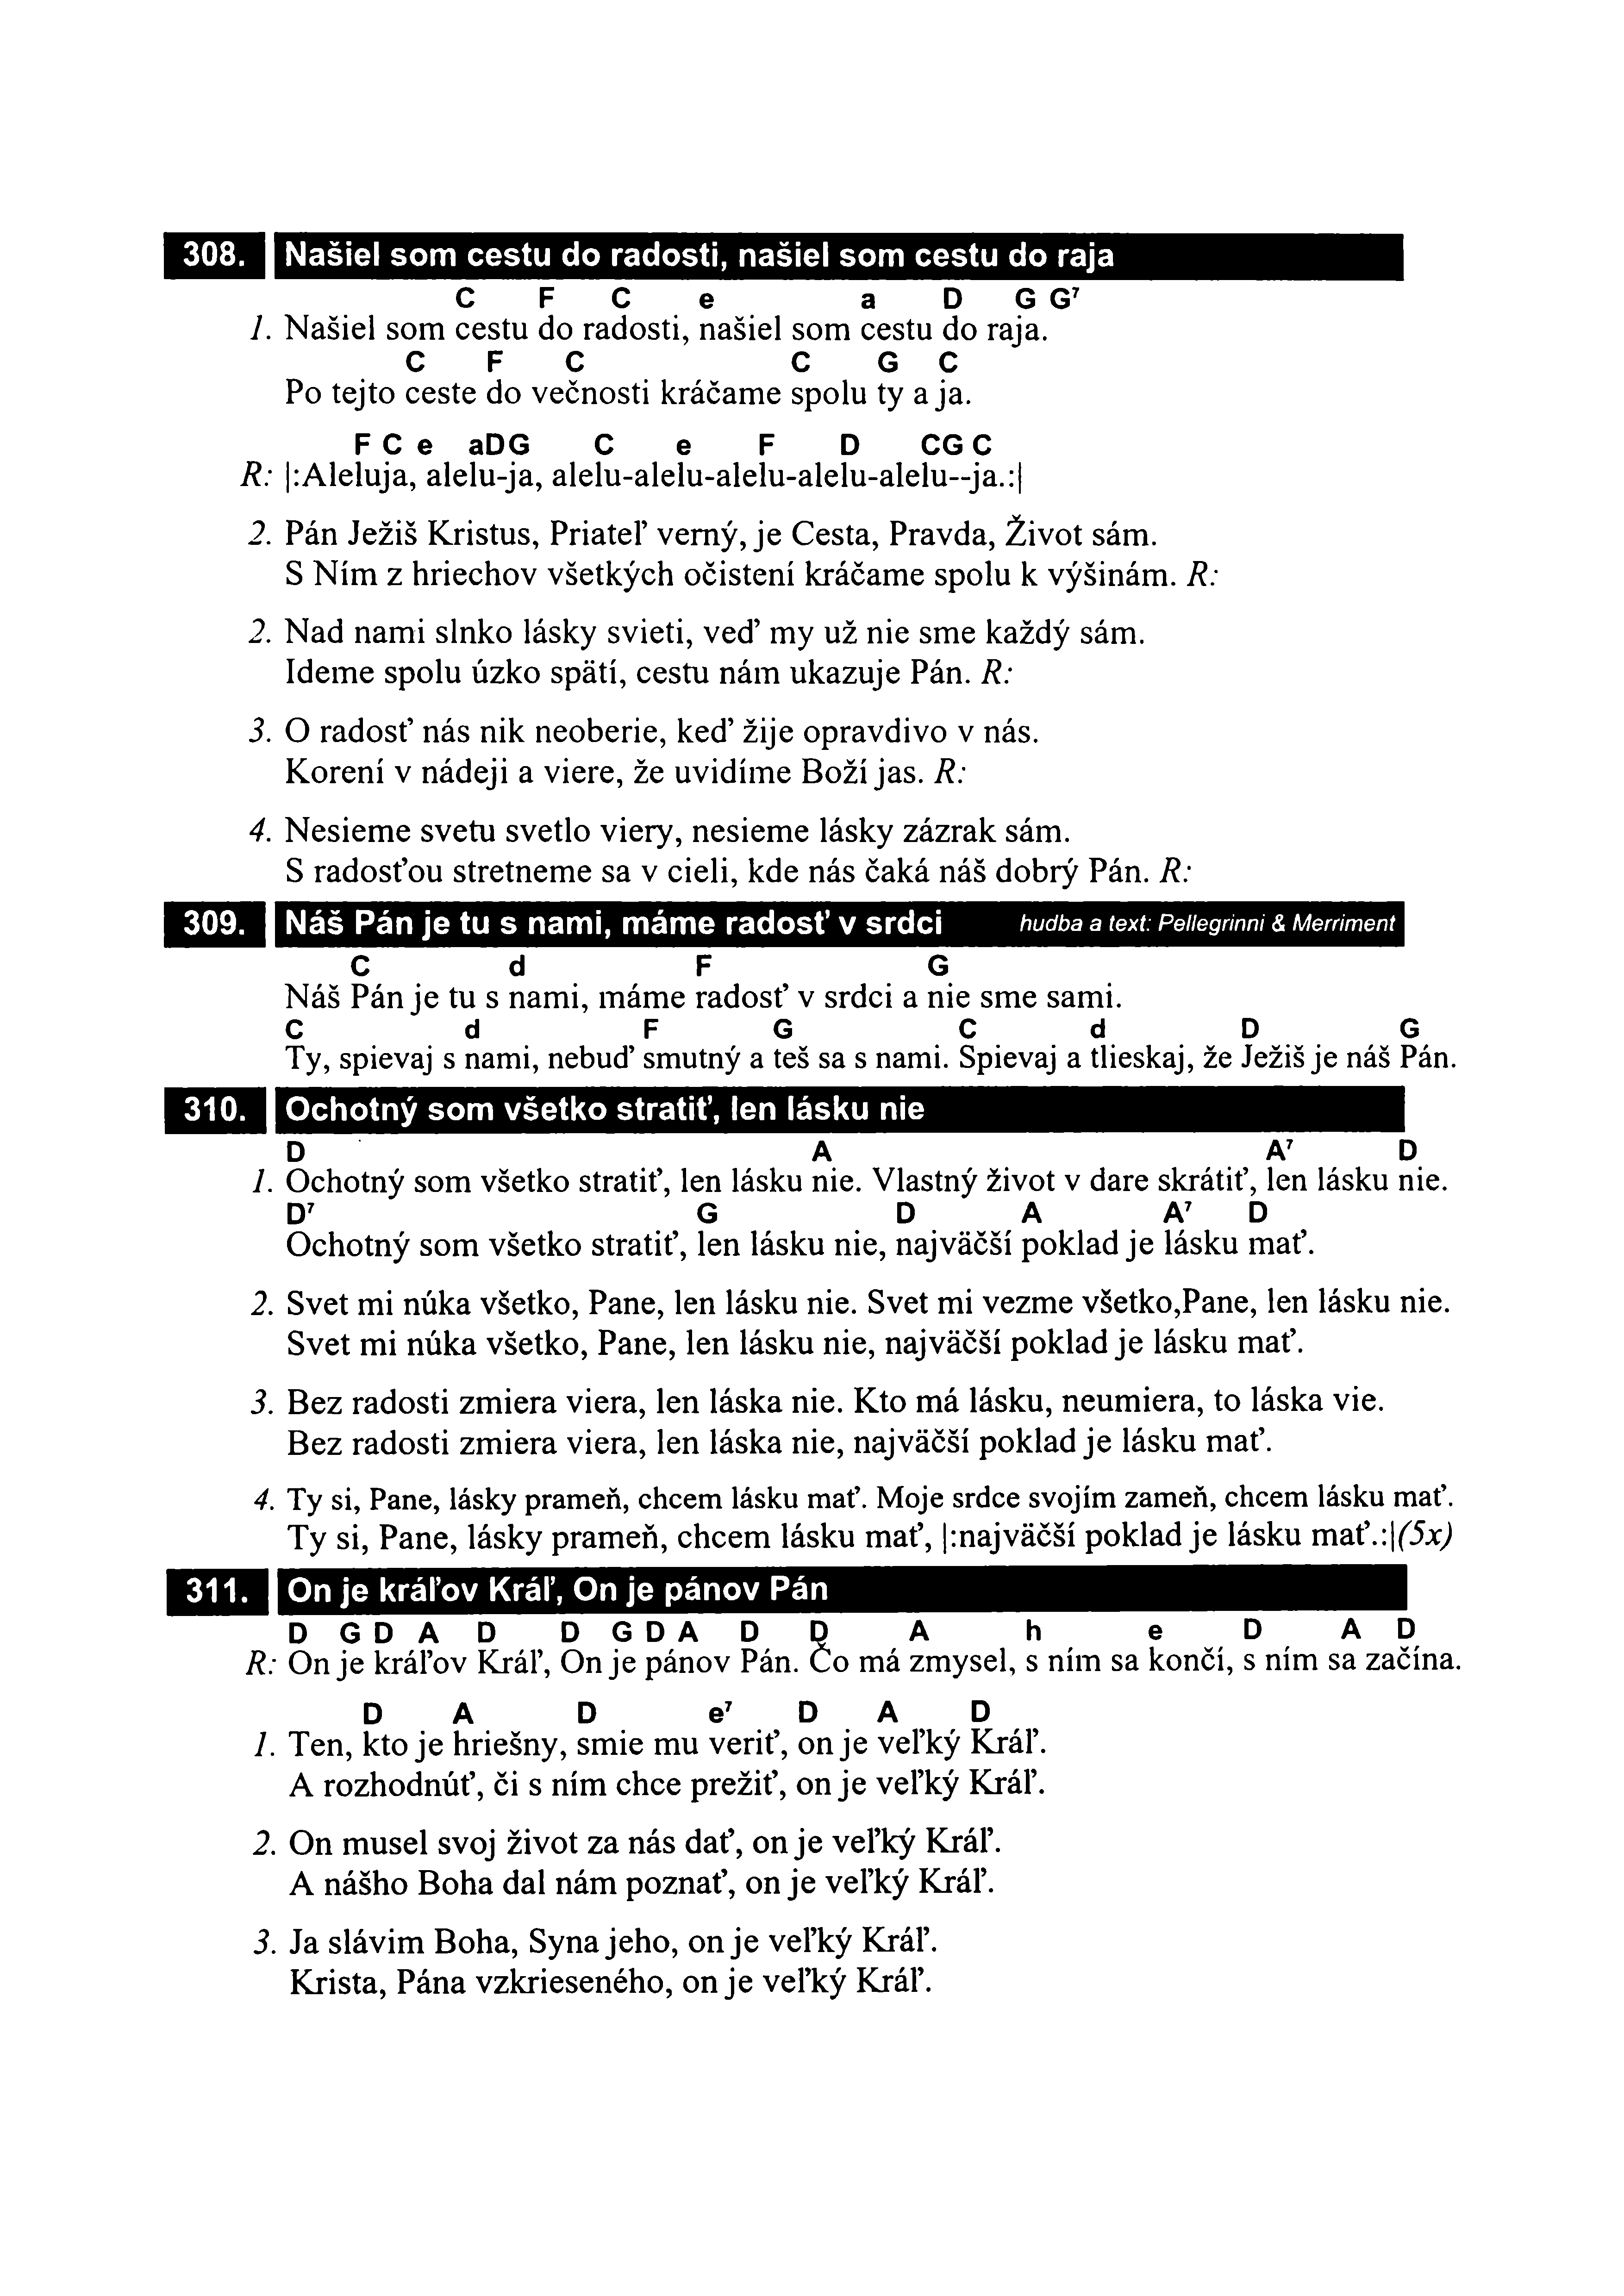 308. Našiel som cestu do radosti, našiel som cestu do raja
C F C e a D G G⁷
1. Našiel som cestu do radosti, našiel som cestu do raja.
C F C C G C
Po tejto ceste do večnosti kráčame spolu ty a ja.
F C e aDG C e F D CG C
R: |:Aleluja, alelu-ja, alelu-alelu-alelu-alelu-alelu--ja.:|
2. Pán Ježiš Kristus, Priateľ verný, je Cesta, Pravda, Život sám.
S Ním z hriechov všetkých očistení kráčame spolu k výšinám. R:
2. Nad nami slnko lásky svieti, veď my už nie sme každý sám.
Ideme spolu úzko spätí, cestu nám ukazuje Pán. R:
3. O radosť nás nik neoberie, keď žije opravdivo v nás.
Korení v nádeji a viere, že uvidíme Boží jas. R:
4. Nesieme svetu svetlo viery, nesieme lásky zázrak sám.
S radosťou stretneme sa v cieli, kde nás čaká náš dobrý Pán. R:
309. Náš Pán je tu s nami, máme radosť v srdci hudba a text: Pellegrinni & Merriment
C d F G
Náš Pán je tu s nami, máme radosť v srdci a nie sme sami.
C d F G C d D G
Ty, spievaj s nami, nebuď smutný a teš sa s nami. Spievaj a tlieskaj, že Ježiš je náš Pán.
310. Ochotný som všetko stratiť, len lásku nie
D A A⁷ D
1. Ochotný som všetko stratiť, len lásku nie. Vlastný život v dare skrátiť, len lásku nie.
D⁷ G D A A⁷ D
Ochotný som všetko stratiť, len lásku nie, najväčší poklad je lásku mať.
2. Svet mi núka všetko, Pane, len lásku nie. Svet mi vezme všetko,Pane, len lásku nie.
Svet mi núka všetko, Pane, len lásku nie, najväčší poklad je lásku mať.
3. Bez radosti zmiera viera, len láska nie. Kto má lásku, neumiera, to láska vie.
Bez radosti zmiera viera, len láska nie, najväčší poklad je lásku mať.
4. Ty si, Pane, lásky prameň, chcem lásku mať. Moje srdce svojím zameň, chcem lásku mať.
Ty si, Pane, lásky prameň, chcem lásku mať, |:najväčší poklad je lásku mať.:|(5x)
311. On je kráľov Kráľ, On je pánov Pán
D G D A D D G D A D D A h e D A D
R: On je kráľov Kráľ, On je pánov Pán. Čo má zmysel, s ním sa končí, s ním sa začína.
D A D e⁷ D A D
1. Ten, kto je hriešny, smie mu veriť, on je veľký Kráľ.
A rozhodnúť, či s ním chce prežiť, on je veľký Kráľ.
2. On musel svoj život za nás dať, on je veľký Kráľ.
A nášho Boha dal nám poznať, on je veľký Kráľ.
3. Ja slávim Boha, Syna jeho, on je veľký Kráľ.
Krista, Pána vzkrieseného, on je veľký Kráľ.